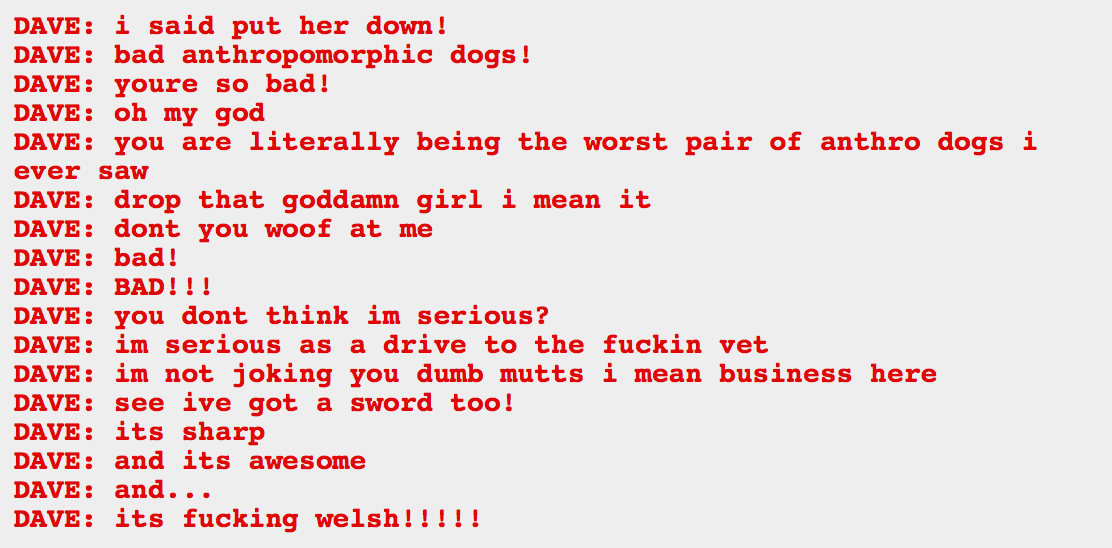 DAVE: i said put her down!
DAVE: bad anthropomorphic dogs!
DAVE: youre so bad!
DAVE: oh my god
DAVE: you are literally being the worst pair of anthro dogs i
ever saw
DAVE: drop that goddamn girl i mean it
DAVE: dont you woof at me
DAVE: bad!
DAVE: BAD!!!
DAVE: you dont think im serious?
DAVE: im serious as a drive to the fuckin vet
DAVE: im not joking you dumb mutts i mean business here
DAVE: see ive got a sword too!
DAVE: its sharp
DAVE: and its awesome
DAVE: and...
DAVE: its fucking welsh!!!!!